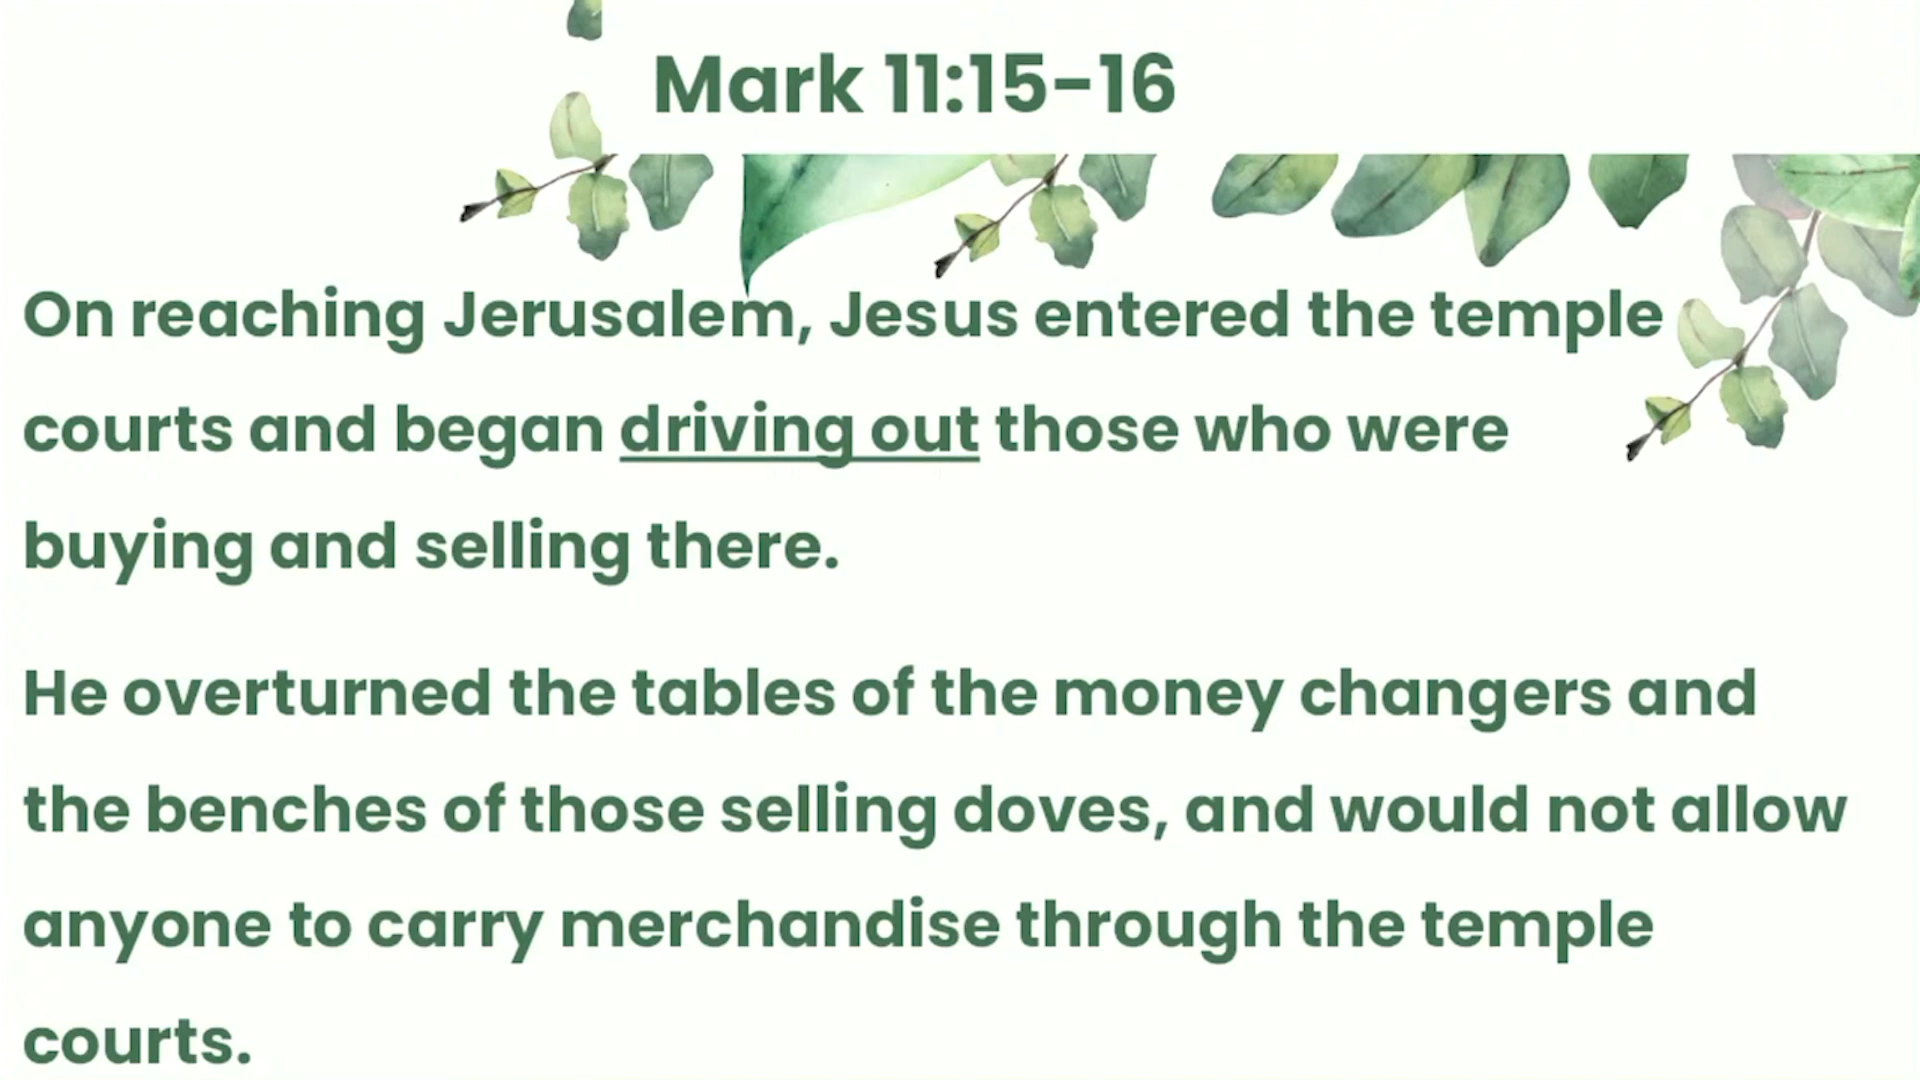 Mark 11:15-16
On reaching Jerusalem, Jesus entered the temple
courts and began driving out those who were
buying and selling there.
He overturned the tables of the money changers and
the benches of those selling doves, and would not allow
anyone to carry merchandise through the temple
courts.